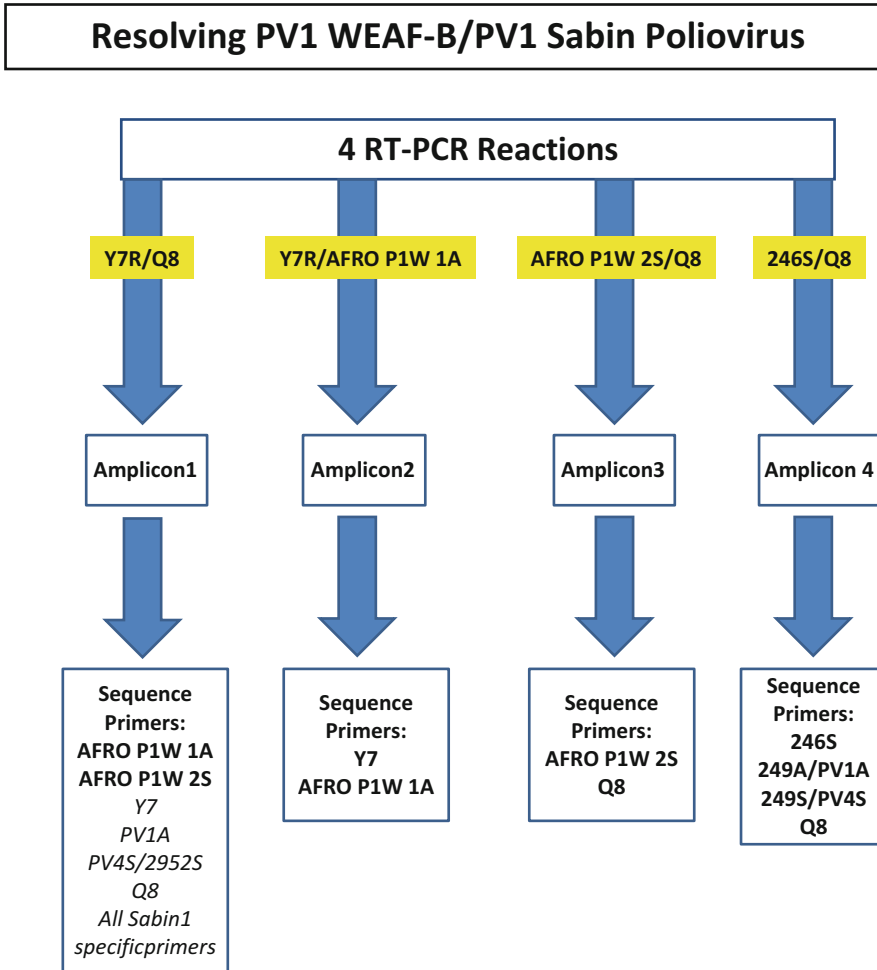 Resolving PV1 WEAF-B/PV1 Sabin Poliovirus
4 RT-PCR Reactions
Y7R/Q8
Y7R/AFRO P1W 1A
AFRO P1W 2S/Q8
246S/Q8
Amplicon1
Amplicon2
Amplicon3
Amplicon 4
Sequence
Primers:
AFRO P1W 1A
AFRO P1W 2S
Y7
PV1A
PV4S/2952S
Q8
All Sabin1
specificprimers
Sequence
Primers:
Y7
AFRO P1W 1A
Sequence
Primers:
AFRO P1W 2S
Q8
Sequence
Primers:
246S
249A/PV1A
249S/PV4S
Q8